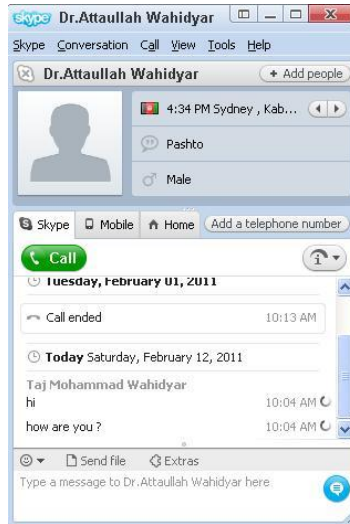 skype Dr.Attaullah Wahidyar
Skype Conversation Call View Tools Help
Dr.Attaullah Wahidyar + Add people
4:34 PM Sydney , Kab...
Pashto
Male
Skype Mobile Home Add a telephone number
Call
Tuesday, February 01, 2011
Call ended 10:13 AM
Today Saturday, February 12, 2011
Taj Mohammad Wahidyar
hi 10:04 AM
how are you ? 10:04 AM
Send file Extras
Type a message to Dr.Attaullah Wahidyar here